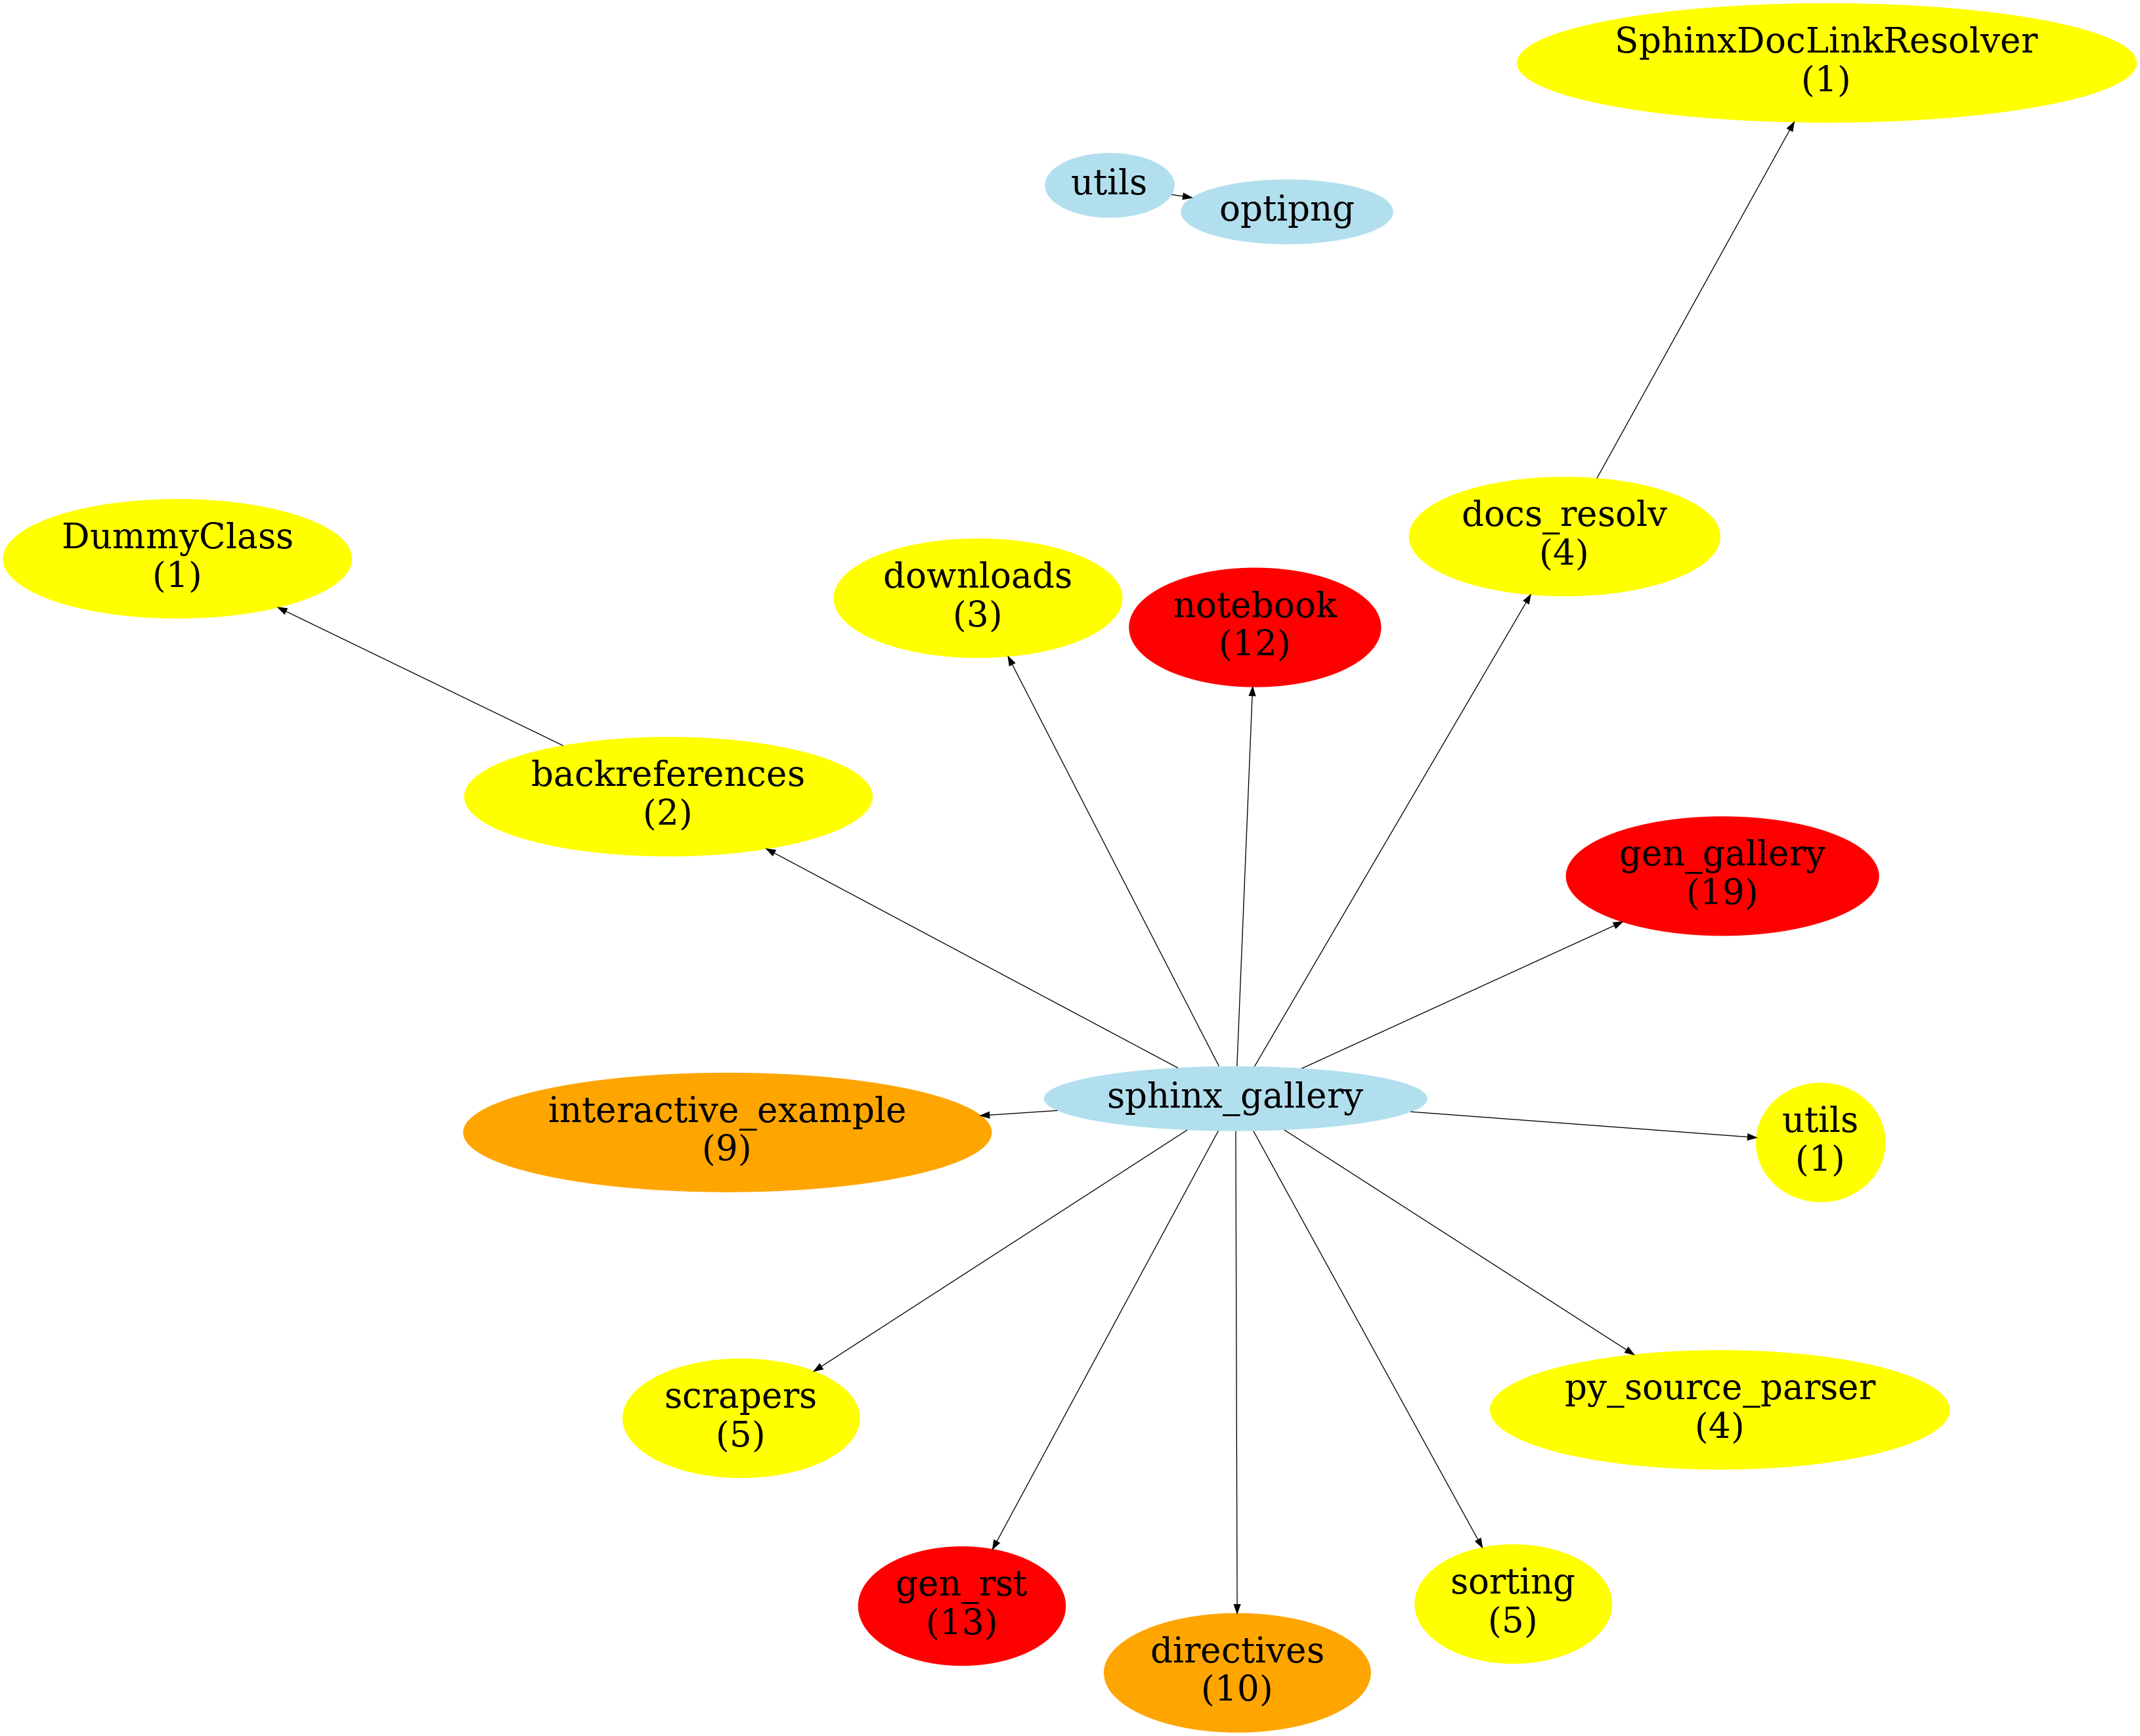 SphinxDocLinkResolver
(1)
utils
optipng
docs_resolv
(4)
DummyClass
(1)
downloads
(3)
notebook
(12)
backreferences
(2)
gen_gallery
(19)
sphinx_gallery
interactive_example
(9)
utils
(1)
scrapers
(5)
py_source_parser
(4)
gen_rst
(13)
sorting
(5)
directives
(10)